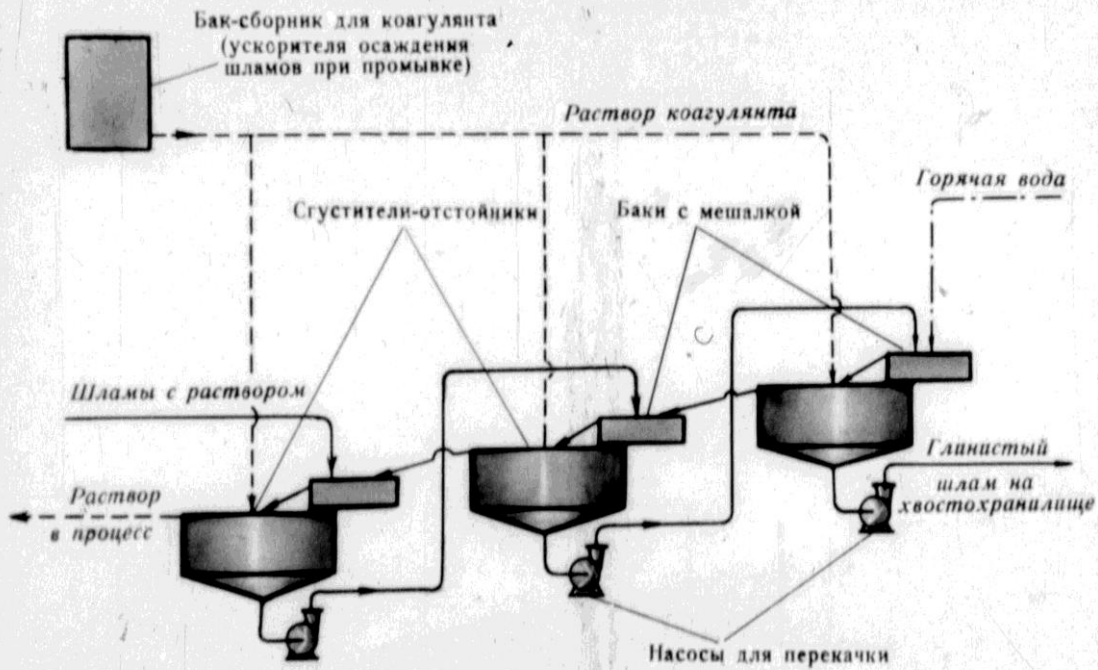 Бак-сборник для коагулянта
(ускорителя осаждения
шламов при промывке)
Раствор коагулянта
Горячая вода
Сгустители-отстойники
Баки с мешалкой
Шламы с раствором
Раствор
в процесс
Глинистый
шлам на
хвостохранилище
Насосы для перекачки